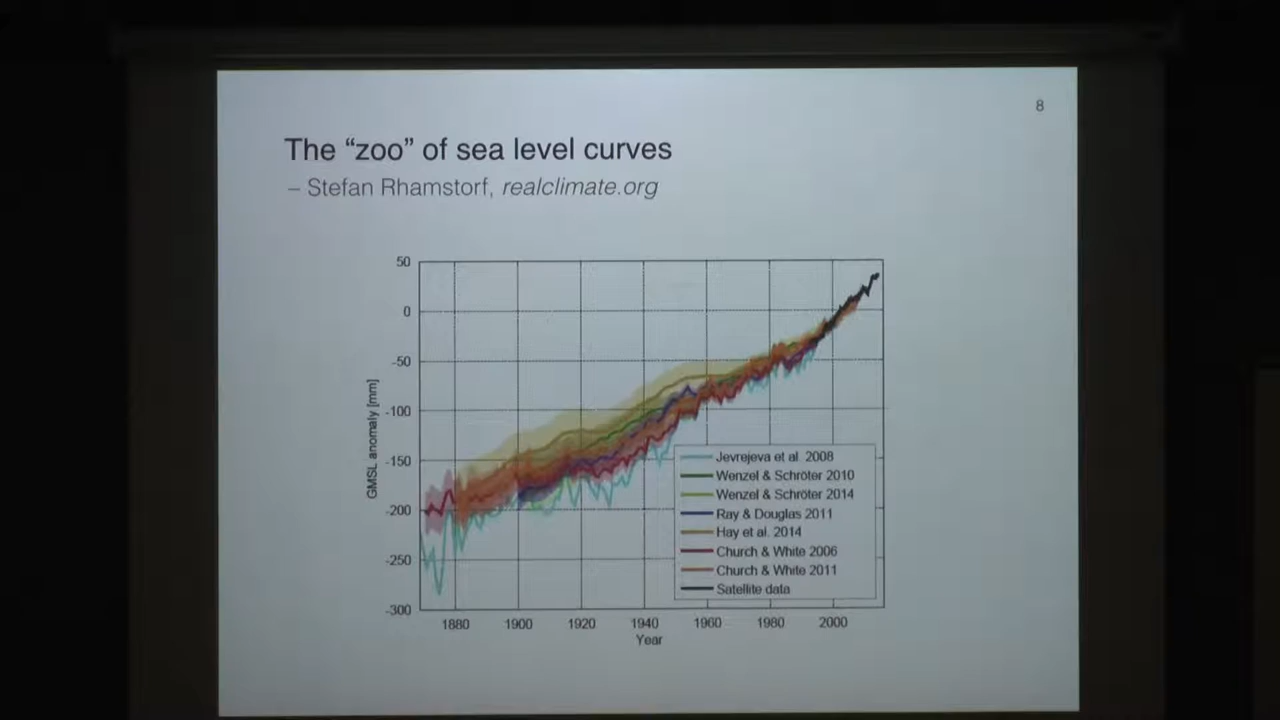 8
The “zoo” of sea level curves
– Stefan Rhamstorf, realclimate.org
50
0
-50
-100
-150
-200
-250
-300
GMSL anomaly [mm]
Jevrejeva et al. 2008
Wenzel & Schröter 2010
Wenzel & Schröter 2014
Ray & Douglas 2011
Hay et al. 2014
Church & White 2006
Church & White 2011
Satellite data
1880 1900 1920 1940 1960 1980 2000
Year